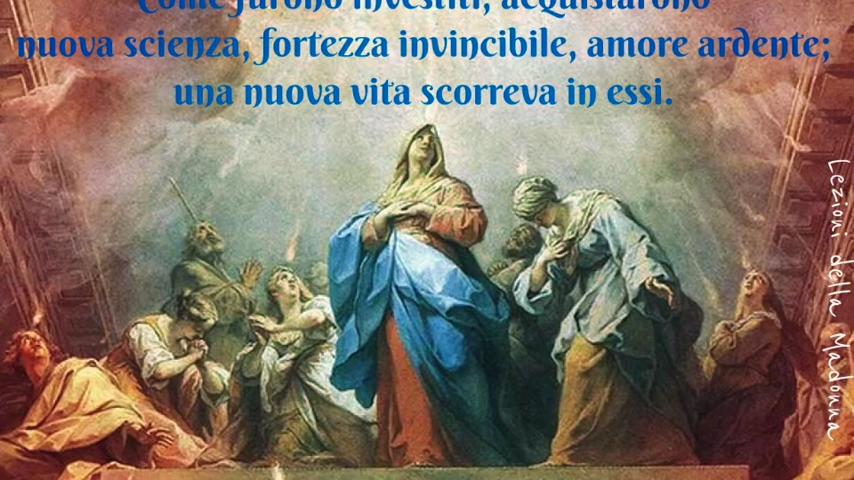 Come furono investiti, acquistarono
nuova scienza, fortezza invincibile, amore ardente;
una nuova vita scorreva in essi.
Lezioni della Madonna